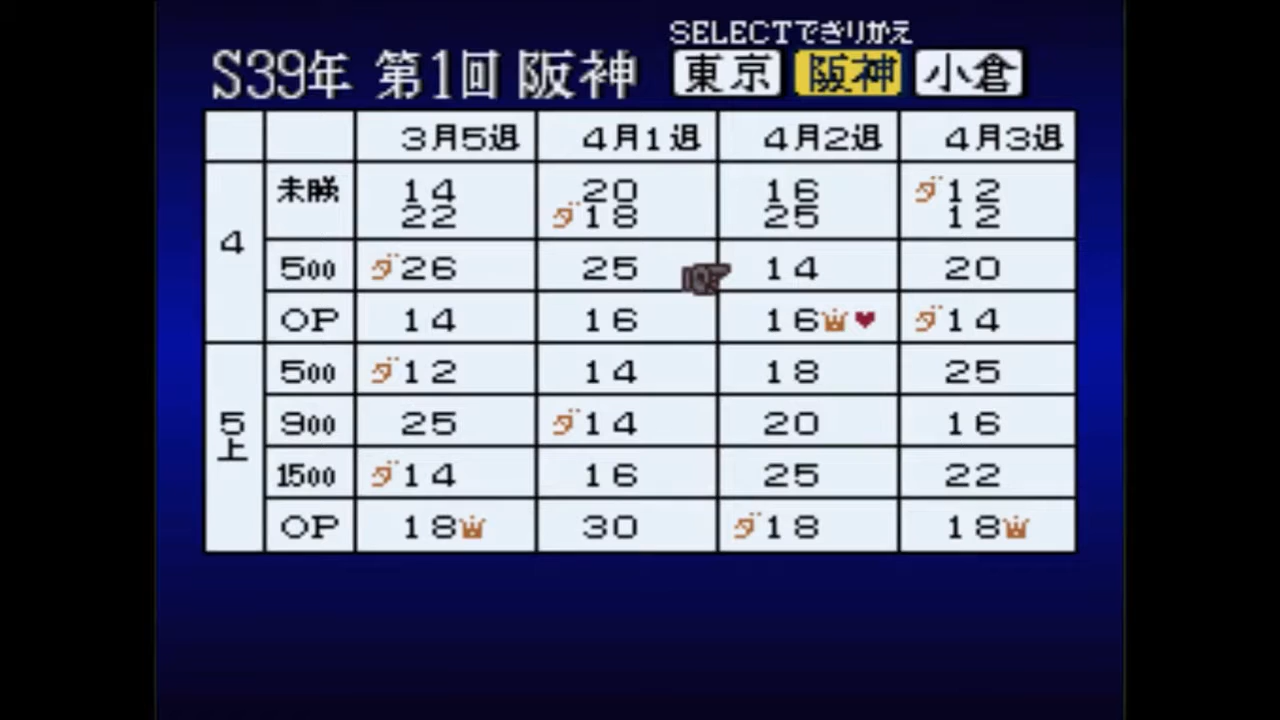 SELECTできりかえ
S39年 第1回 阪神 東京 阪神 小倉
3月5週 4月1週 4月2週 4月3週
4
未勝 14 20 16 ダ12
22 ダ18 25 12
500 ダ26 25 14 20
OP 14 16 16 ダ14
5上
500 ダ12 14 18 25
900 25 ダ14 20 16
1500 ダ14 16 25 22
OP 18 30 ダ18 18